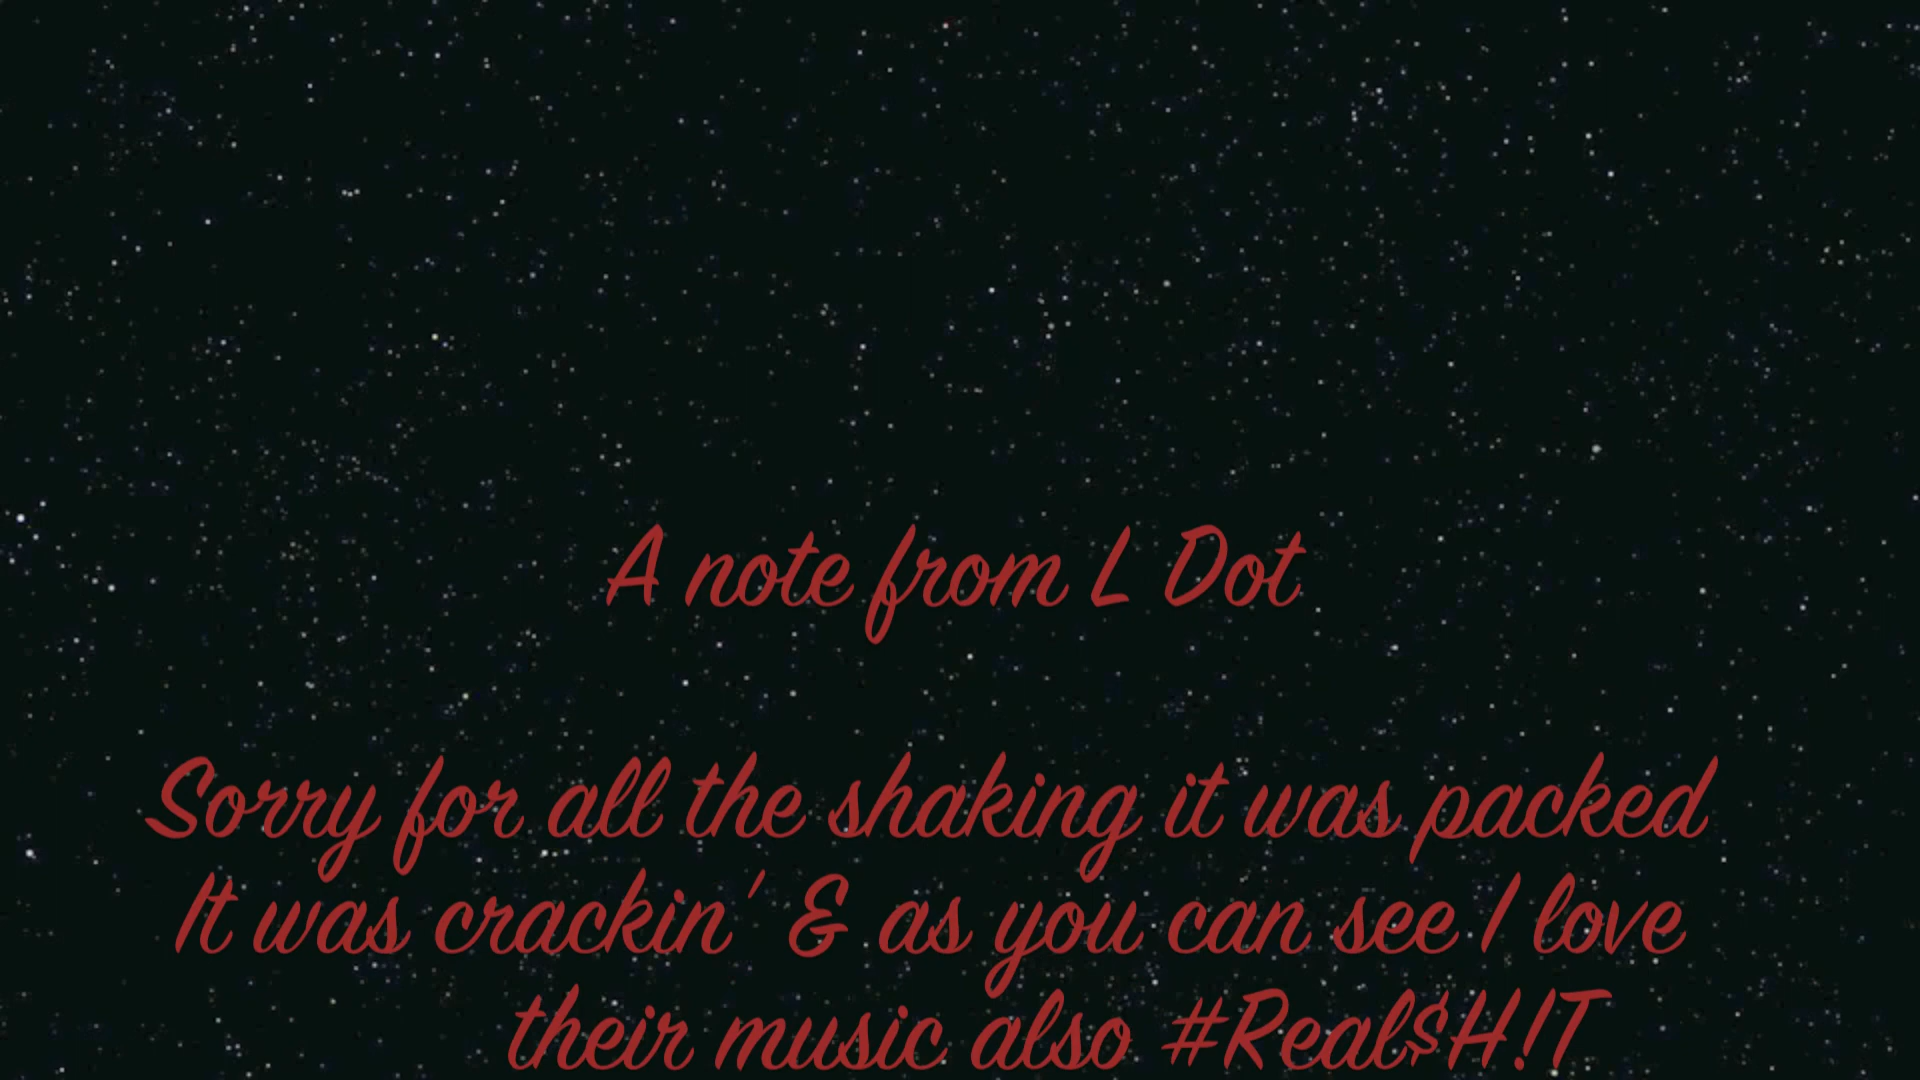 A note from L Dot
Sorry for all the shaking it was packed
It was crackin' & as you can see I love
their music also #Real$H!T